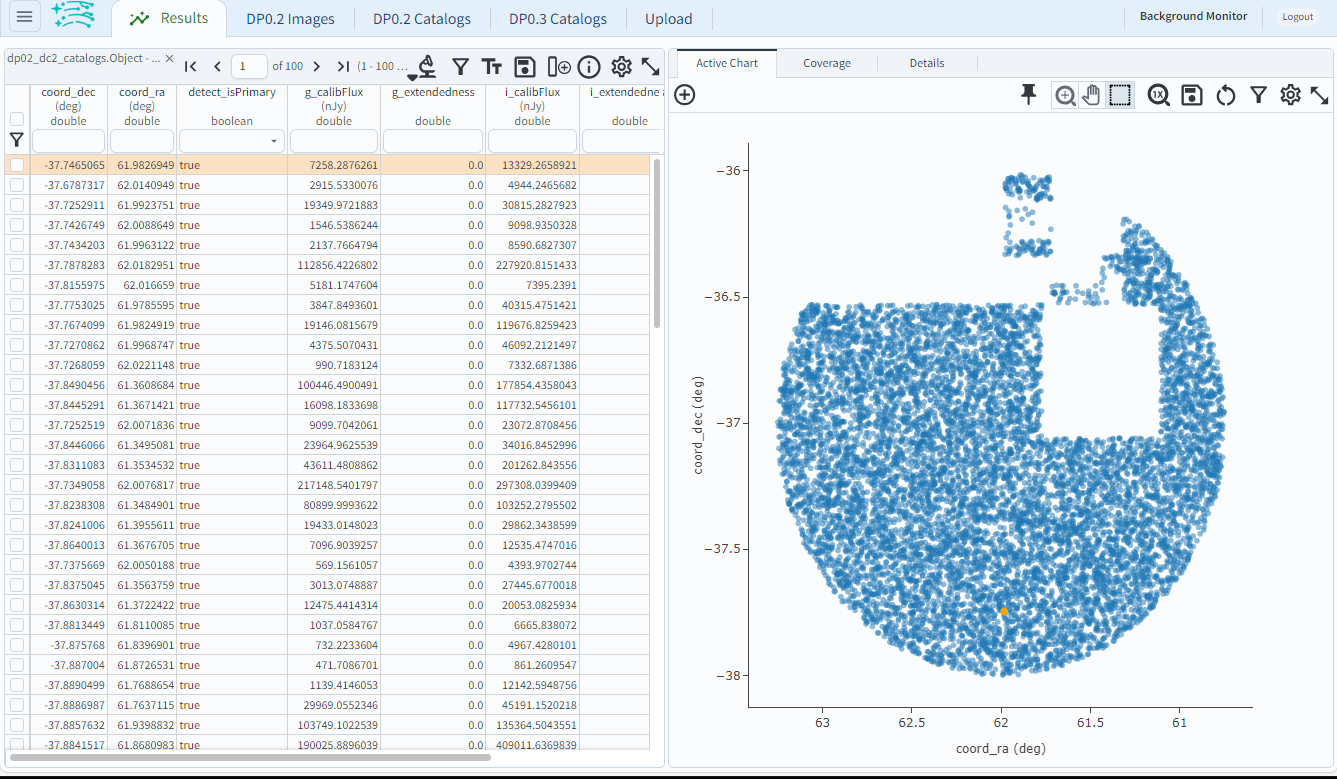 Results DP0.2 Images DP0.2 Catalogs DP0.3 Catalogs Upload Background Monitor Logout
dp02_dc2_catalogs.Object - ... × 1 of 100 (1 - 100 ...
Active Chart Coverage Details
coord_dec coord_ra detect_isPrimary g_calibFlux g_extendedness i_calibFlux i_extendedne
(deg) (deg) (nJy) (nJy)
double double boolean double double double double
-37.7465065 61.9826949 true 7258.2876261 0.0 13329.2658921
-37.6787317 62.0140949 true 2915.5330076 0.0 4944.2465682
-37.7252911 61.9923751 true 19349.9721883 0.0 30815.2827923
-37.7426749 62.0088649 true 1546.5386244 0.0 9098.9350328
-37.7434203 61.9963122 true 2137.7664794 0.0 8590.6827307
-37.7878283 62.0182951 true 112856.4226802 0.0 227920.8151433
-37.8155975 62.016659 true 5181.1747604 0.0 7395.2391
-37.7753025 61.9785595 true 3847.8493601 0.0 40315.4751421
-37.7674099 61.9824919 true 19146.0815679 0.0 119676.8259423
-37.7270862 61.9968747 true 4375.5070431 0.0 46092.2121497
-37.7268059 62.0221148 true 990.7183124 0.0 7332.6871386
-37.8490456 61.3608684 true 100446.4900491 0.0 177854.4358043
-37.8445291 61.3671421 true 16098.1833698 0.0 117732.5456101
-37.7252519 62.0071836 true 9099.7042061 0.0 23072.8708456
-37.8446066 61.3495081 true 23964.9625539 0.0 34016.8452996
-37.8311083 61.3534532 true 43611.4808862 0.0 201262.843556
-37.7349058 62.0076817 true 217148.5401797 0.0 297308.0399409
-37.8238308 61.3484901 true 80899.9993622 0.0 103252.2795502
-37.8241006 61.3955611 true 19433.0148023 0.0 29862.3438599
-37.8640013 61.3676705 true 7096.9039257 0.0 12535.4747016
-37.7375669 62.0050188 true 569.1561057 0.0 4393.9702744
-37.8375045 61.3563759 true 3013.0748887 0.0 27445.6770018
-37.8630314 61.3722422 true 12475.4414314 0.0 20053.0825934
-37.8813449 61.8110085 true 1037.0584767 0.0 6665.838072
-37.875768 61.8396901 true 732.2233604 0.0 4967.4280101
-37.887004 61.8726531 true 471.7086701 0.0 861.2609547
-37.8890499 61.7688654 true 1139.4146053 0.0 12142.5948756
-37.8886987 61.7637115 true 29969.0552346 0.0 45191.1520218
-37.8857632 61.9398832 true 103749.1022539 0.0 135364.5043551
-37.8841517 61.8680983 true 190025.8896039 0.0 409011.6369839
1X
−36
−36.5
−37
−37.5
−38
coord_dec (deg)
63 62.5 62 61.5 61
coord_ra (deg)